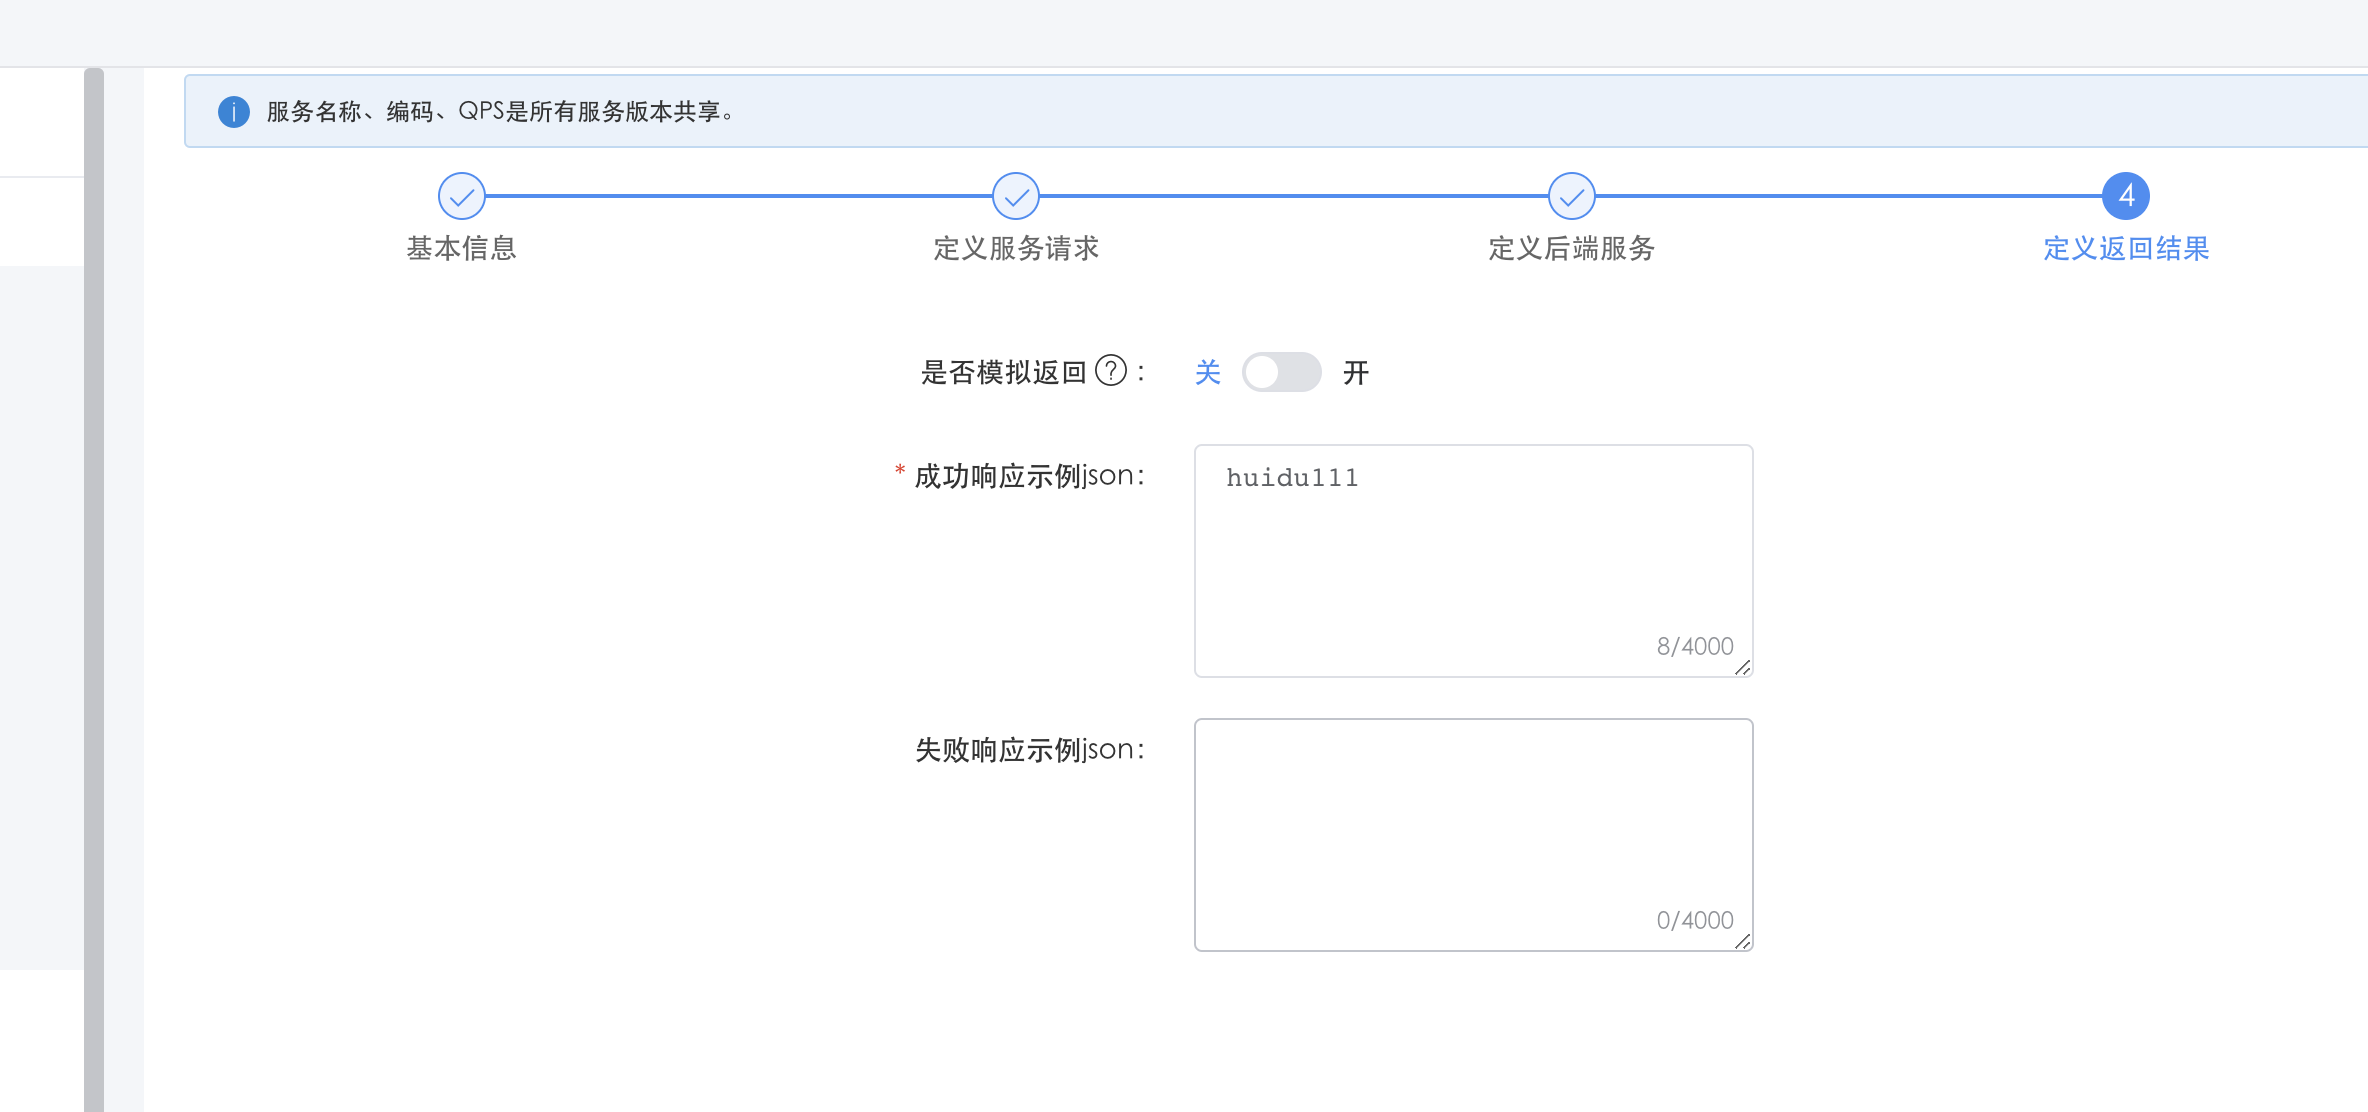 服务名称、编码、QPS是所有服务版本共享。
4
基本信息 定义服务请求 定义后端服务 定义返回结果
是否模拟返回?： 关 开
* 成功响应示例json: huidu111
8/4000
失败响应示例json:
0/4000